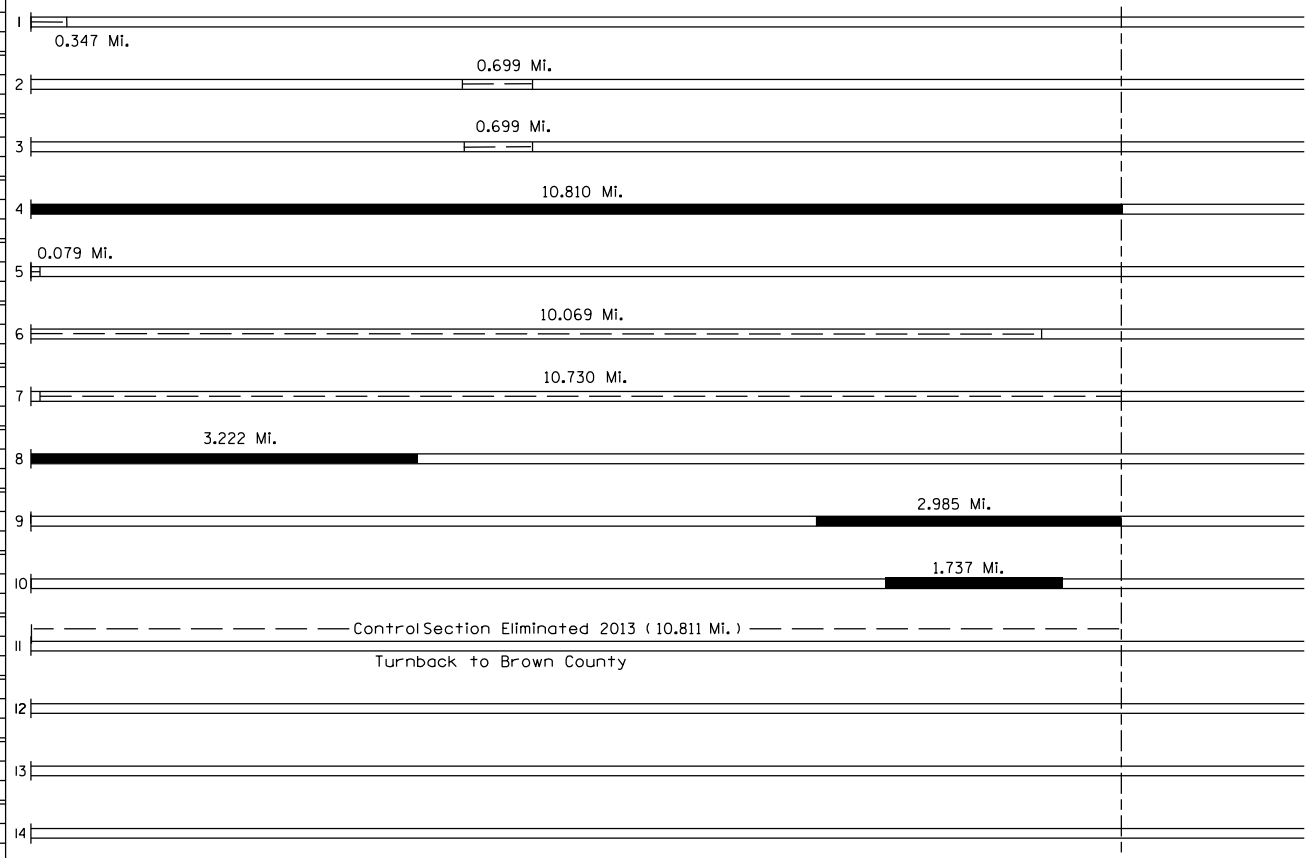 1
0.347 Mi.
0.699 Mi.
2
0.699 Mi.
3
10.810 Mi.
4
0.079 Mi.
5
10.069 Mi.
6
10.730 Mi.
7
3.222 Mi.
8
2.985 Mi.
9
1.737 Mi.
10
Control Section Eliminated 2013 ( 10.811 Mi. )
11
Turnback to Brown County
12
13
14